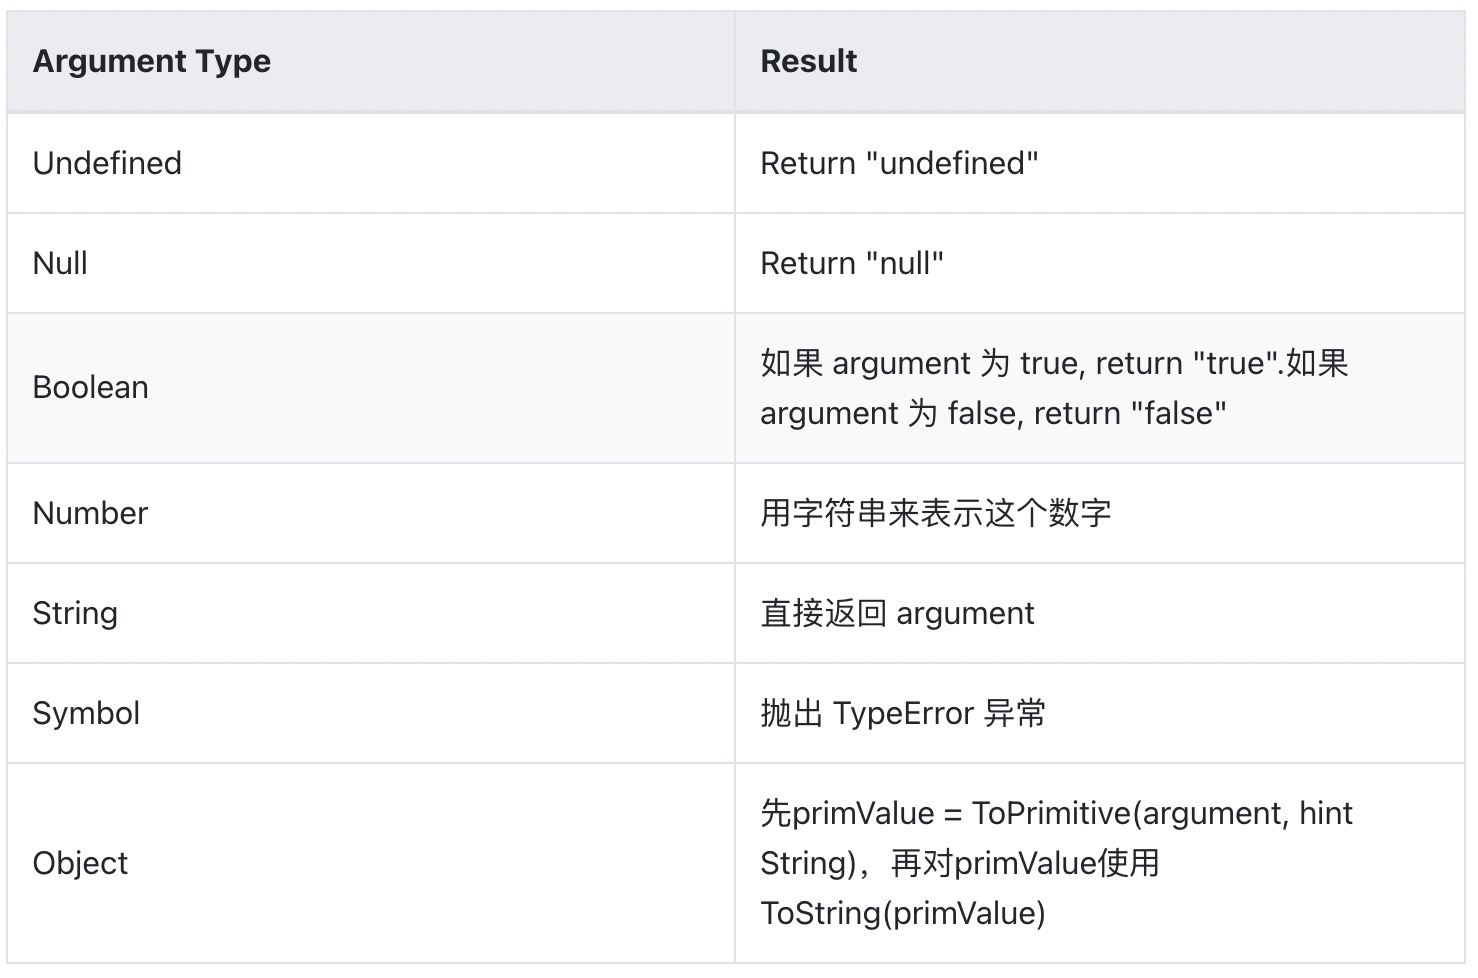 Argument Type
Result
Undefined
Return "undefined"
Null
Return "null"
Boolean
如果 argument 为 true, return "true".如果
argument 为 false, return "false"
Number
用字符串来表示这个数字
String
直接返回 argument
Symbol
抛出 TypeError 异常
Object
先primValue = ToPrimitive(argument, hint
String)，再对primValue使用
ToString(primValue)